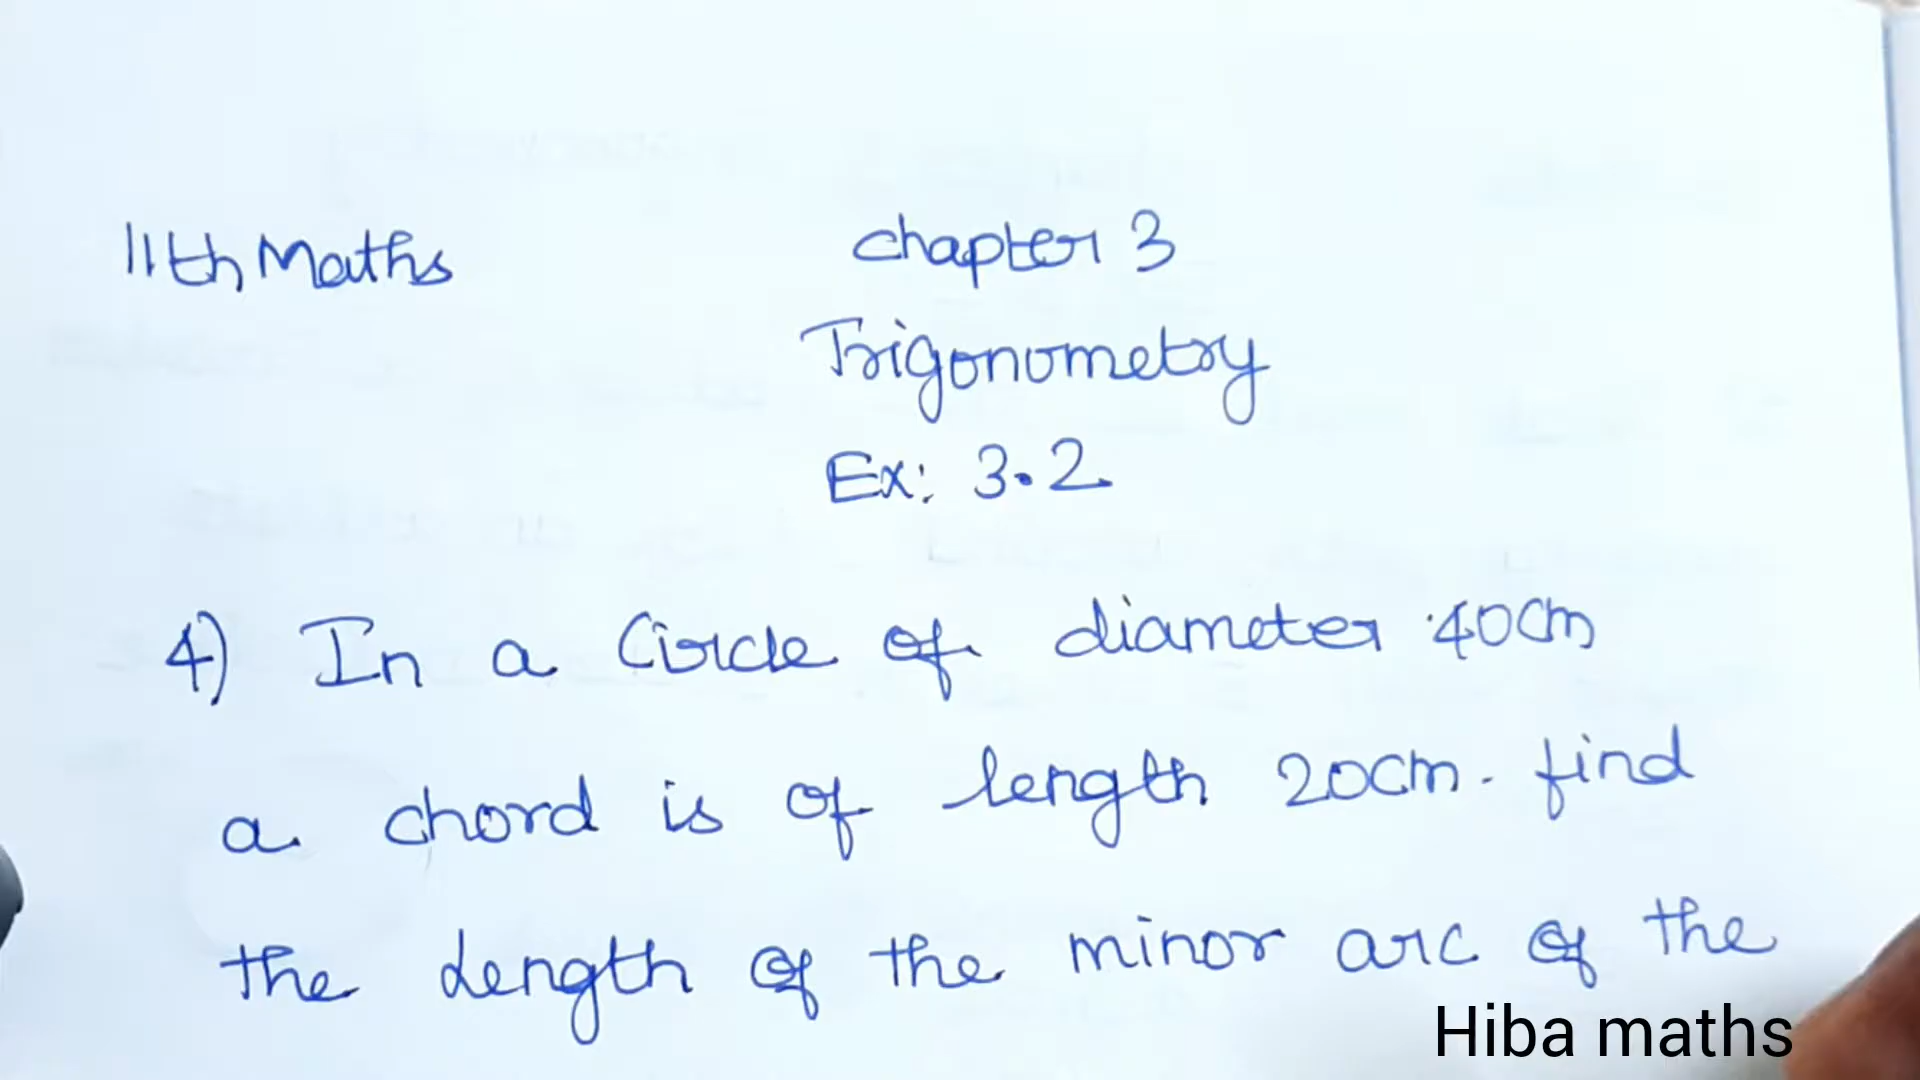 11th Maths
Chapter 3
Trigonometry
Ex: 3.2
4) In a Circle of diameter 40cm
a chord is of length 20cm. find
the length of the minor arc of the
Hiba maths